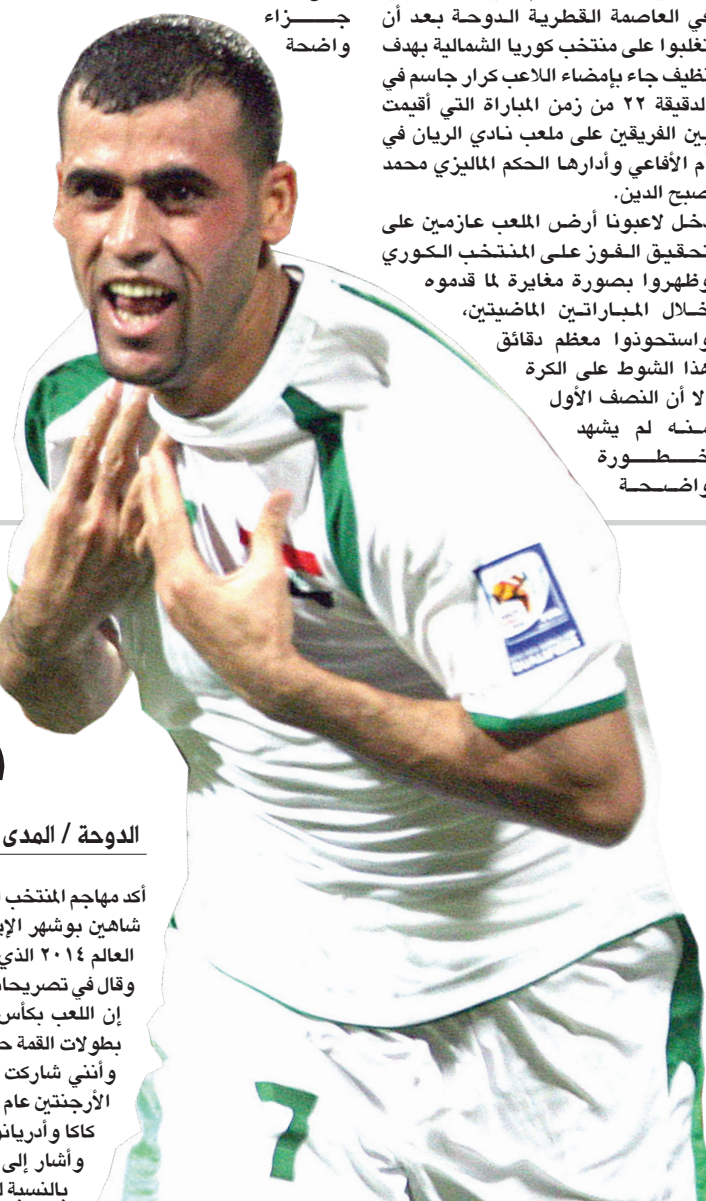 جـــــزاء
واضحة
في العاصمة القطرية الدوحة بعد أن
تغلبوا على منتخب كوريا الشمالية بهدف
نظيف جاء بإمضاء اللاعب كرار جاسم في
الدقيقة ٢٢ من زمن المباراة التي أقيمت
بين الفريقين على ملعب نادي الريان في
أم الأفاعي وأدارها الحكم الماليزي محمد
صبح الدين.
دخل لاعبونا أرض الملعب عازمين على
تحقيق الفوز على المنتخب الكوري
وظهروا بصورة مغايرة لما قدموه
خلال المباراتين الماضيتين،
واستحوذوا معظم دقائق
هذا الشوط على الكرة
إلا أن النصف الأول
منه لم يشهد
خطورة
واضحة
الدوحة / المدى
أكد مهاجم المنتخب
شاهين بوشهر
العالم ٢٠١٤ الذي
وقال في
إن اللعب بكأس
بطولات القمة
وأنني شاركت
الأرجنتين عام
كاكا
وأشار إلى
بالنسبة
7